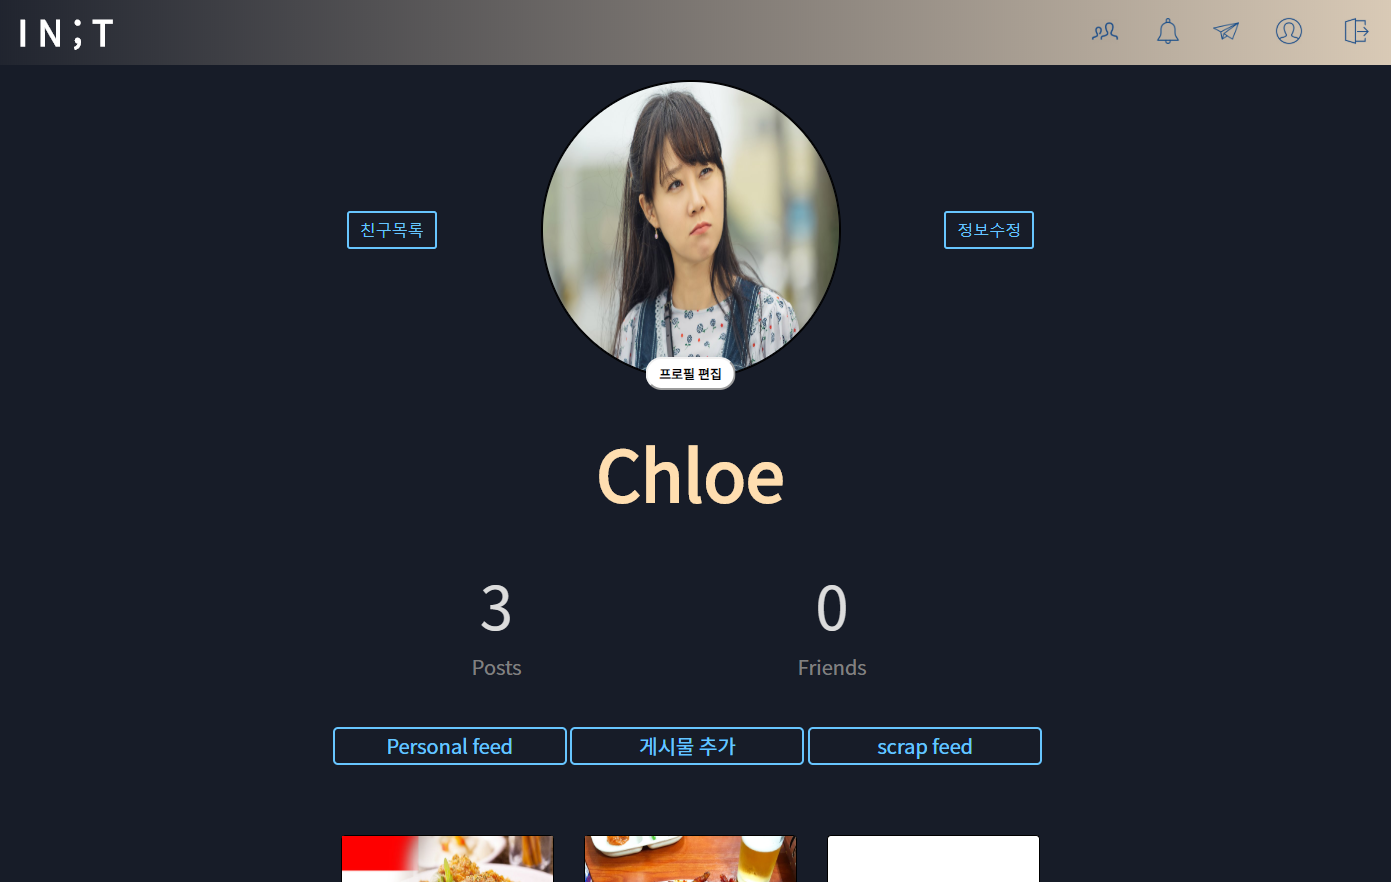 IN;T
친구목록
정보수정
프로필 편집
Chloe
3
0
Posts
Friends
Personal feed
게시물 추가
scrap feed